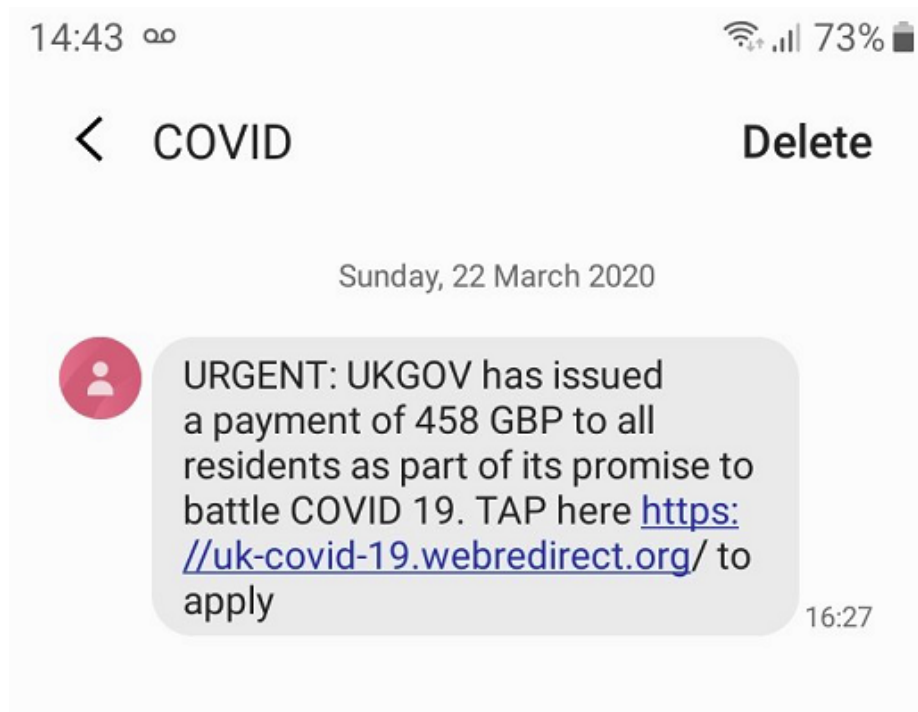 14:43
73%
COVID
Delete
Sunday, 22 March 2020
URGENT: UKGOV has issued
a payment of 458 GBP to all
residents as part of its promise to
battle COVID 19. TAP here https:
//uk-covid-19.webredirect.org/ to
apply
16:27